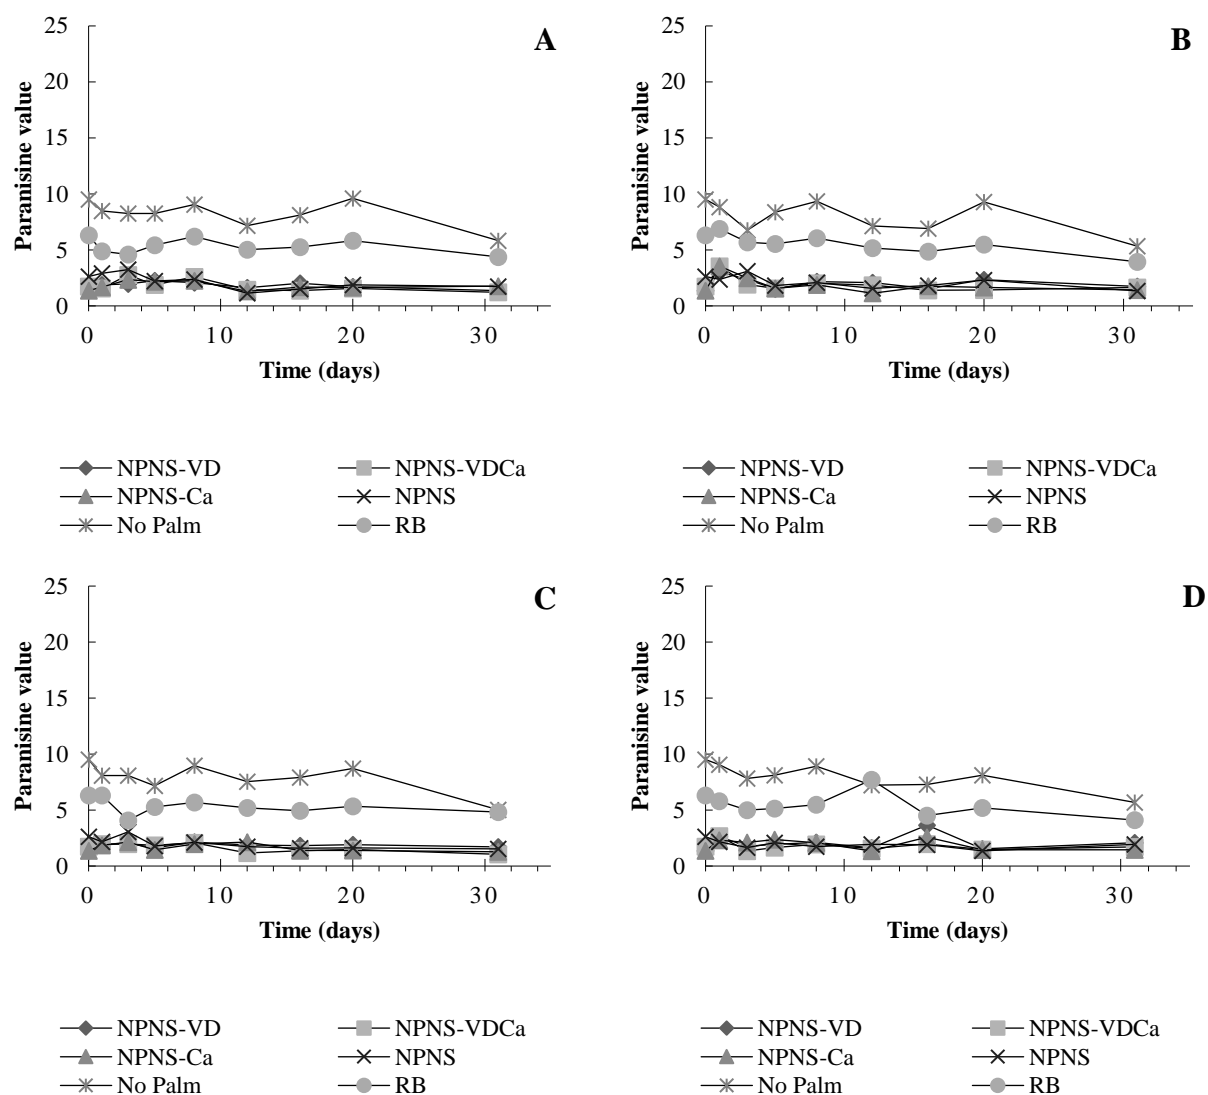 A
25
20
15
10
5
0
Paranisine value
0 10 20 30
Time (days)
NPNS-VD NPNS-VDCa
NPNS-Ca NPNS
No Palm RB
B
25
20
15
10
5
0
Paranisine value
0 10 20 30
Time (days)
NPNS-VD NPNS-VDCa
NPNS-Ca NPNS
No Palm RB
C
25
20
15
10
5
0
Paranisine value
0 10 20 30
Time (days)
NPNS-VD NPNS-VDCa
NPNS-Ca NPNS
No Palm RB
D
25
20
15
10
5
0
Paranisine value
0 10 20 30
Time (days)
NPNS-VD NPNS-VDCa
NPNS-Ca NPNS
No Palm RB